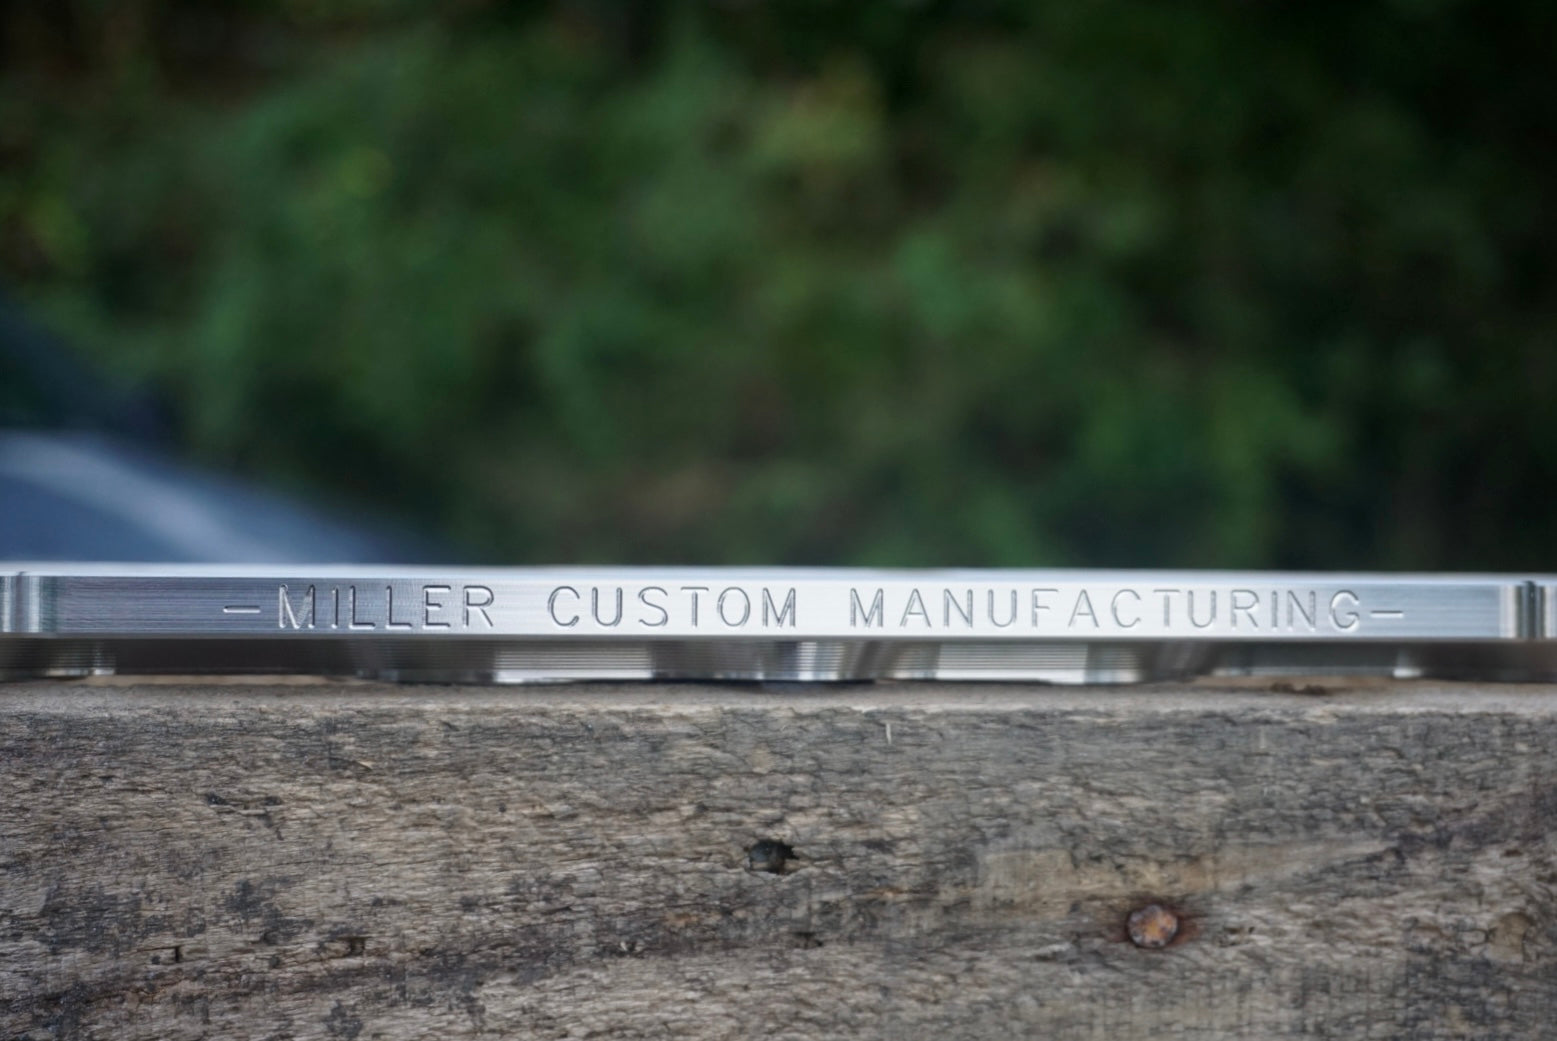 —MILLER CUSTOM MANUFACTURING—